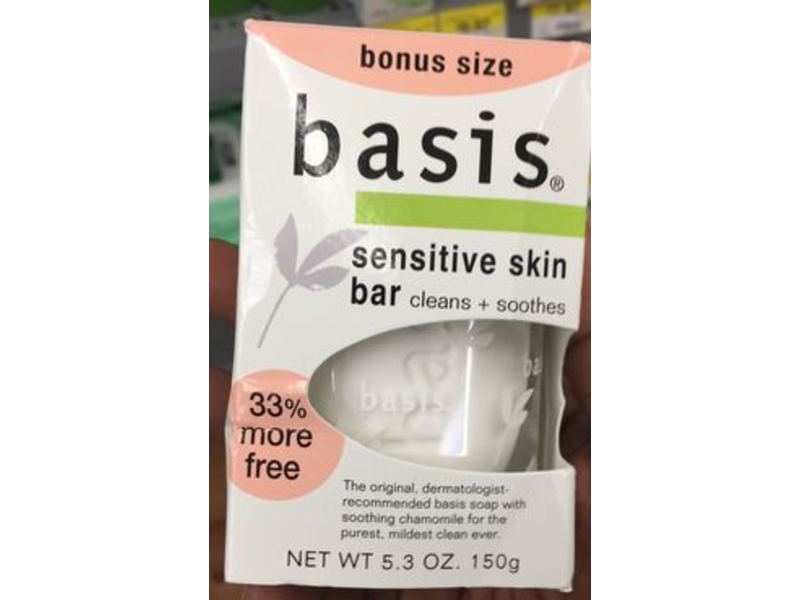 bonus size
basis®
sensitive skin
bar cleans + soothes
basis
ba
33%
more
free
The original, dermatologist-
recommended basis soap with
soothing chamomile for the
purest, mildest clean ever.
NET WT 5.3 OZ. 150g